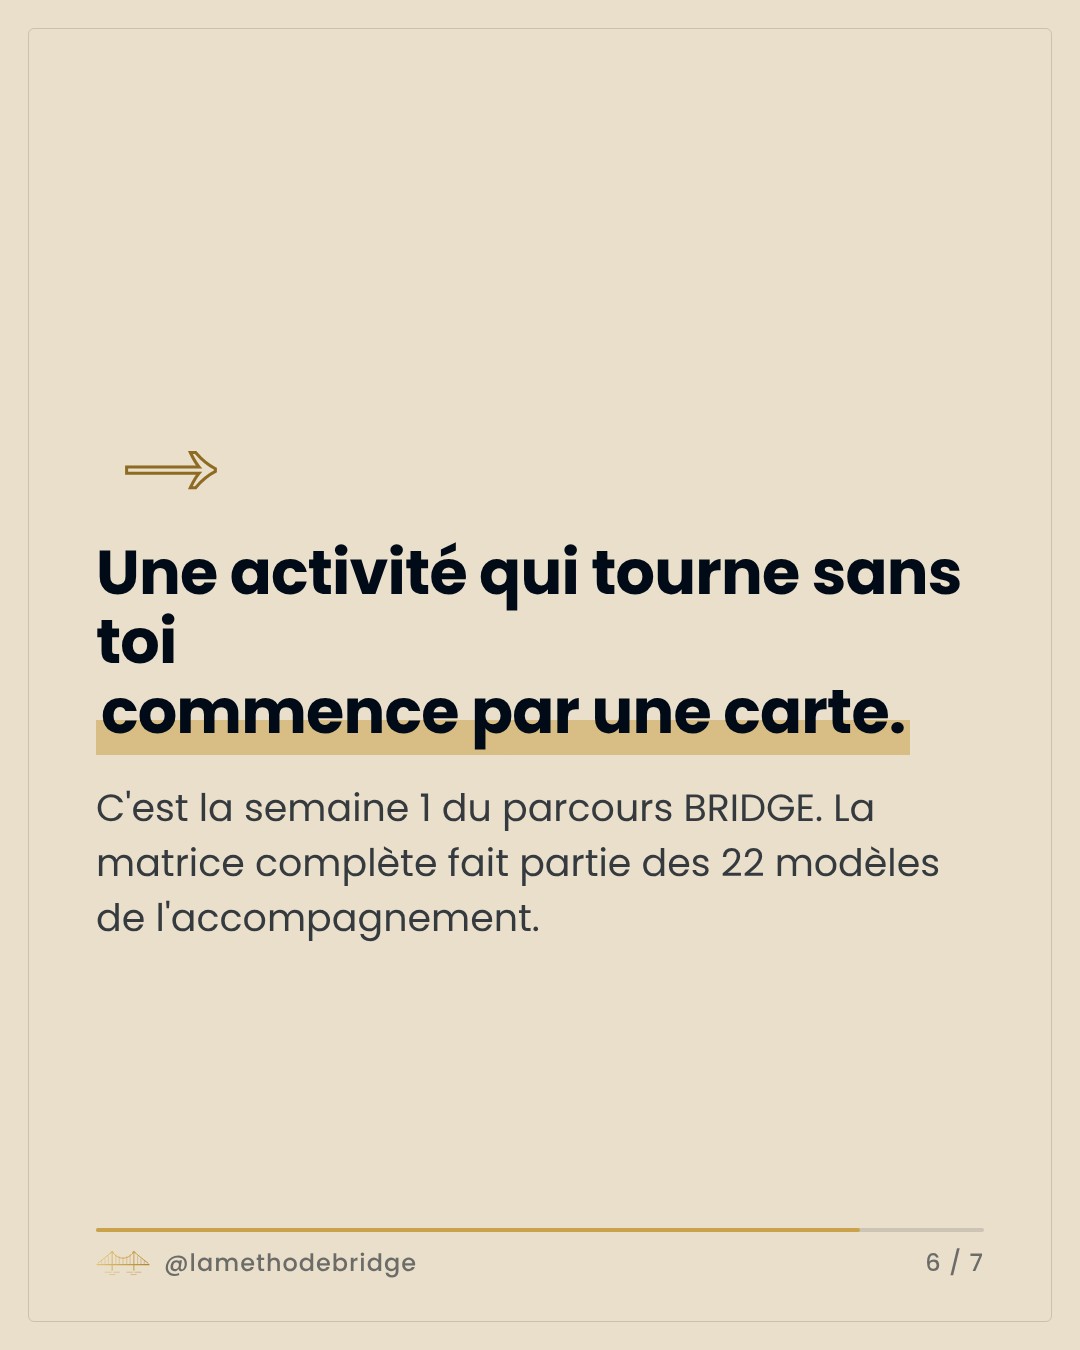 Une activité qui tourne sans
toi
commence par une carte.
C'est la semaine 1 du parcours BRIDGE. La
matrice complète fait partie des 22 modèles
de l'accompagnement.
@lamethodebridge
6 / 7